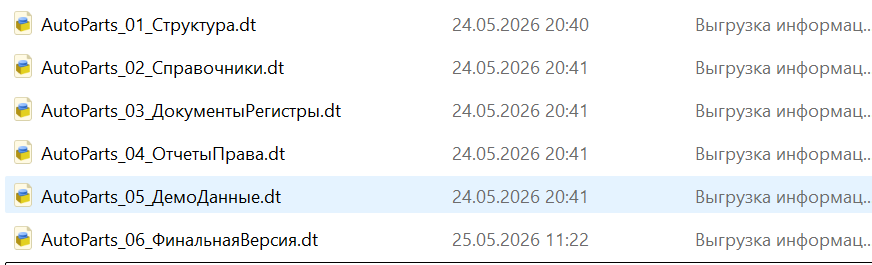 AutoParts_01_Структура.dt 24.05.2026 20:40 Выгрузка информац...
AutoParts_02_Справочники.dt 24.05.2026 20:41 Выгрузка информац...
AutoParts_03_ДокументыРегистры.dt 24.05.2026 20:41 Выгрузка информац...
AutoParts_04_ОтчетыПрава.dt 24.05.2026 20:41 Выгрузка информац...
AutoParts_05_ДемоДанные.dt 24.05.2026 20:41 Выгрузка информац...
AutoParts_06_ФинальнаяВерсия.dt 25.05.2026 11:22 Выгрузка информац...